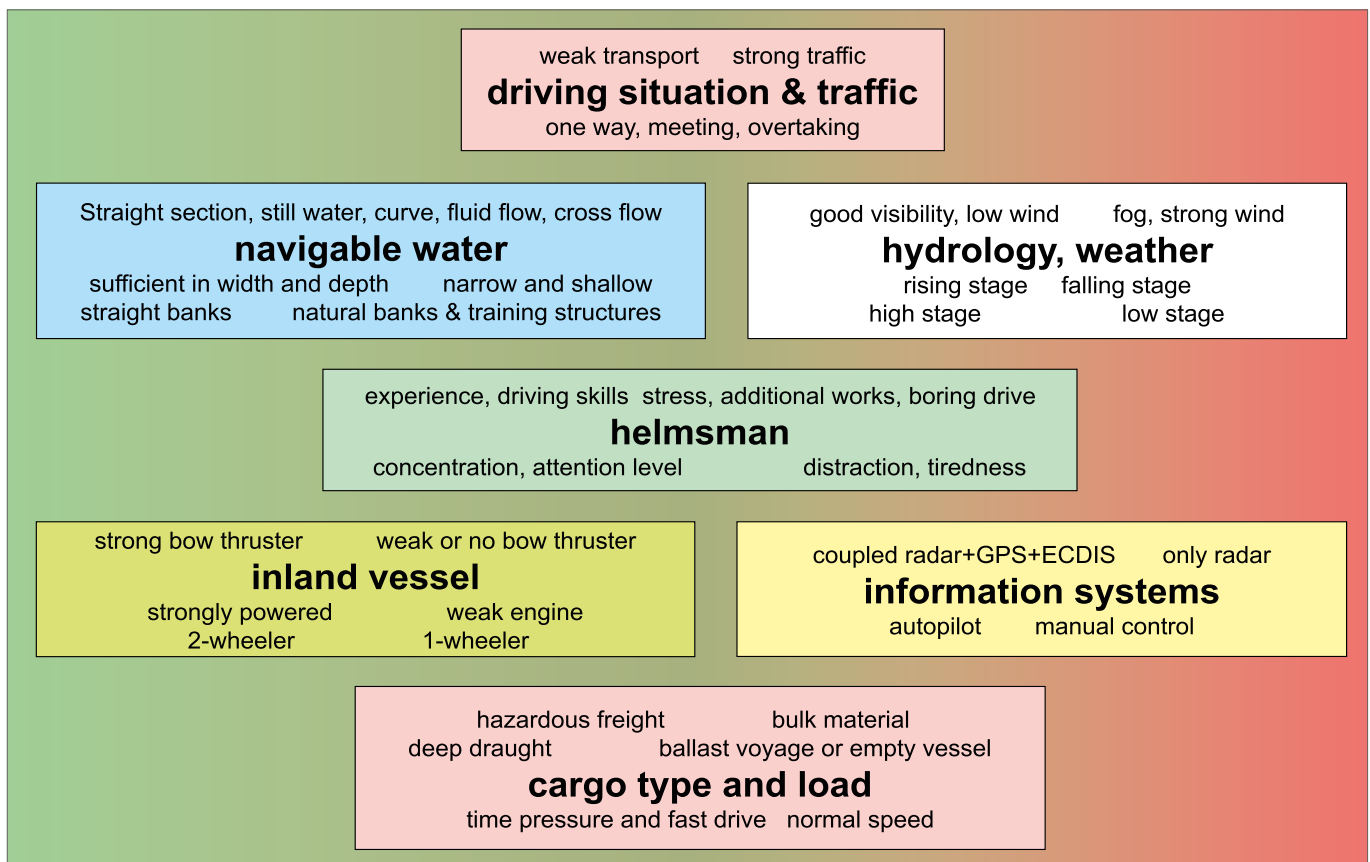 weak transport strong traffic
driving situation & traffic
one way, meeting, overtaking
Straight section, still water, curve, fluid flow, cross flow
navigable water
sufficient in width and depth narrow and shallow
straight banks natural banks & training structures
good visibility, low wind fog, strong wind
hydrology, weather
rising stage falling stage
high stage low stage
experience, driving skills stress, additional works, boring drive
helmsman
concentration, attention level distraction, tiredness
strong bow thruster weak or no bow thruster
inland vessel
strongly powered weak engine
2-wheeler 1-wheeler
coupled radar+GPS+ECDIS only radar
information systems
autopilot manual control
hazardous freight bulk material
deep draught ballast voyage or empty vessel
cargo type and load
time pressure and fast drive normal speed